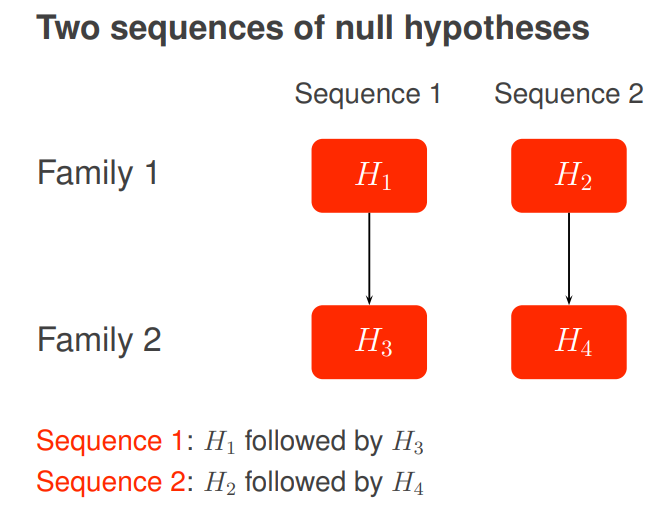 Two sequences of null hypotheses
Sequence 1 Sequence 2
Family 1 H₁ H₂
Family 2 H₃ H₄
Sequence 1: H₁ followed by H₃
Sequence 2: H₂ followed by H₄